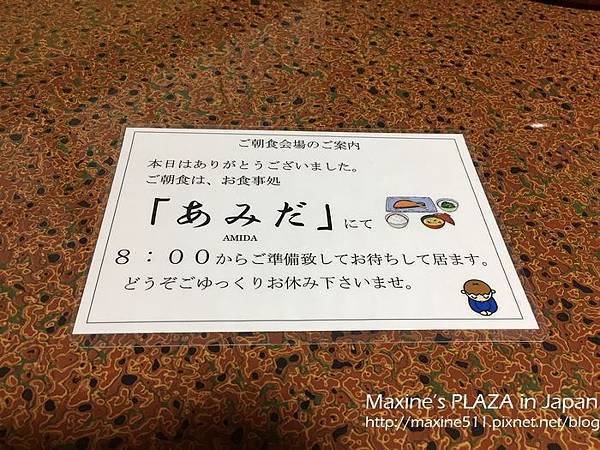 ご朝食会場のご案内
本日はありがとうございました。
ご朝食は、お食事処
「あみだ」にて
AMIDA
８：００からご準備致してお待ちして居ます。
どうぞごゆっくりお休み下さいませ。
Maxine's PLAZA in Japan
http://maxine511.pixnet.net/blog